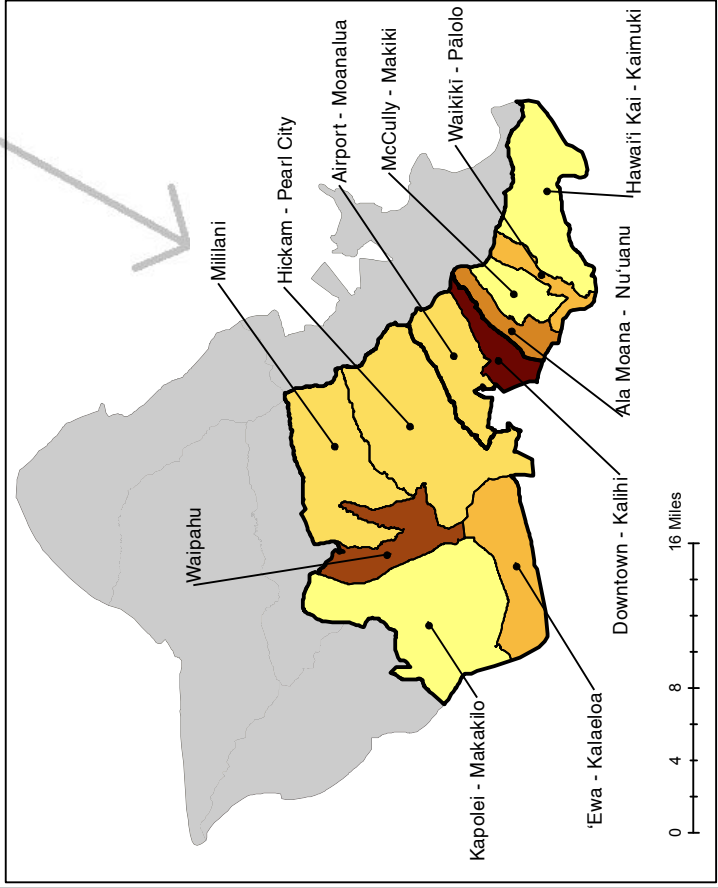 Mililani
Hickam - Pearl City
Airport - Moanalua
McCully - Makiki
Waikīkī - Pālolo
Hawai‘i Kai - Kaimuki
Ala Moana - Nu‘uanu
Downtown - Kalihi
Waipahu
Kapolei - Makakilo
‘Ewa - Kalaeloa
0 4 8 16 Miles